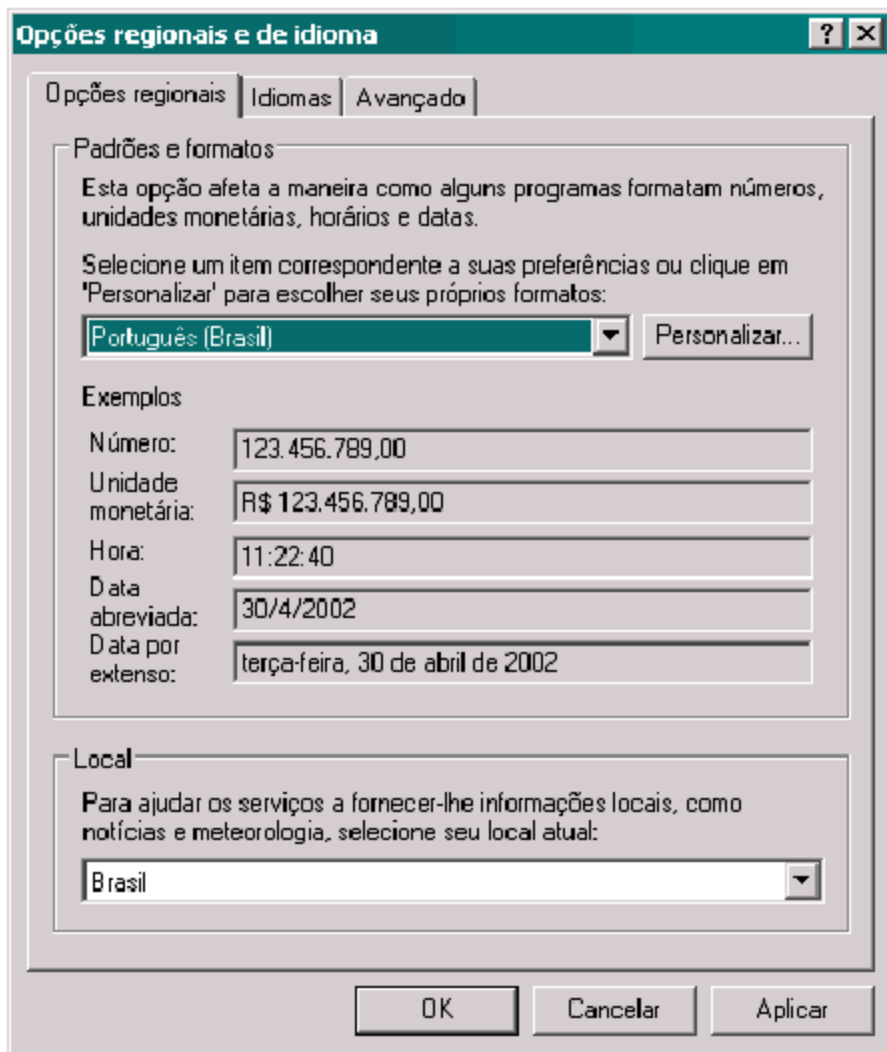 Opções regionais e de idioma
Opções regionais
Idiomas
Avançado
Padrões e formatos
Esta opção afeta a maneira como alguns programas formatam números,
unidades monetárias, horários e datas.
Selecione um item correspondente a suas preferências ou clique em
'Personalizar' para escolher seus próprios formatos:
Português (Brasil)
Personalizar...
Exemplos
Número:
123.456.789,00
Unidade
monetária:
R$ 123.456.789,00
Hora:
11:22:40
Data
abreviada:
30/4/2002
Data por
extenso:
terça-feira, 30 de abril de 2002
Local
Para ajudar os serviços a fornecer-lhe informações locais, como
notícias e meteorologia, selecione seu local atual:
Brasil
OK
Cancelar
Aplicar